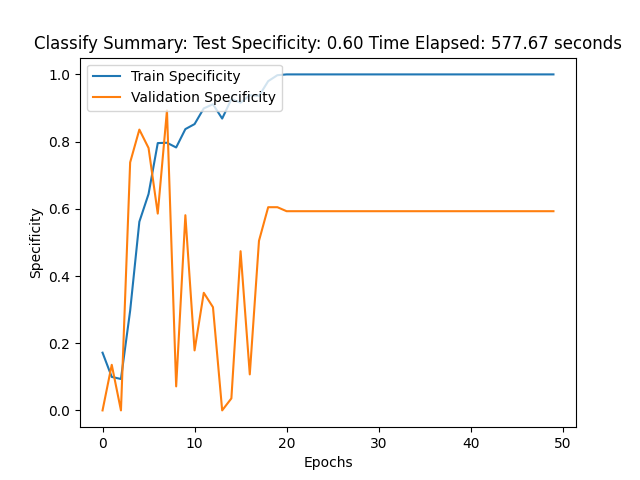 Classify Summary: Test Specificity: 0.60 Time Elapsed: 577.67 seconds
Train Specificity
Validation Specificity
Specificity
1.0
0.8
0.6
0.4
0.2
0.0
0 10 20 30 40 50
Epochs